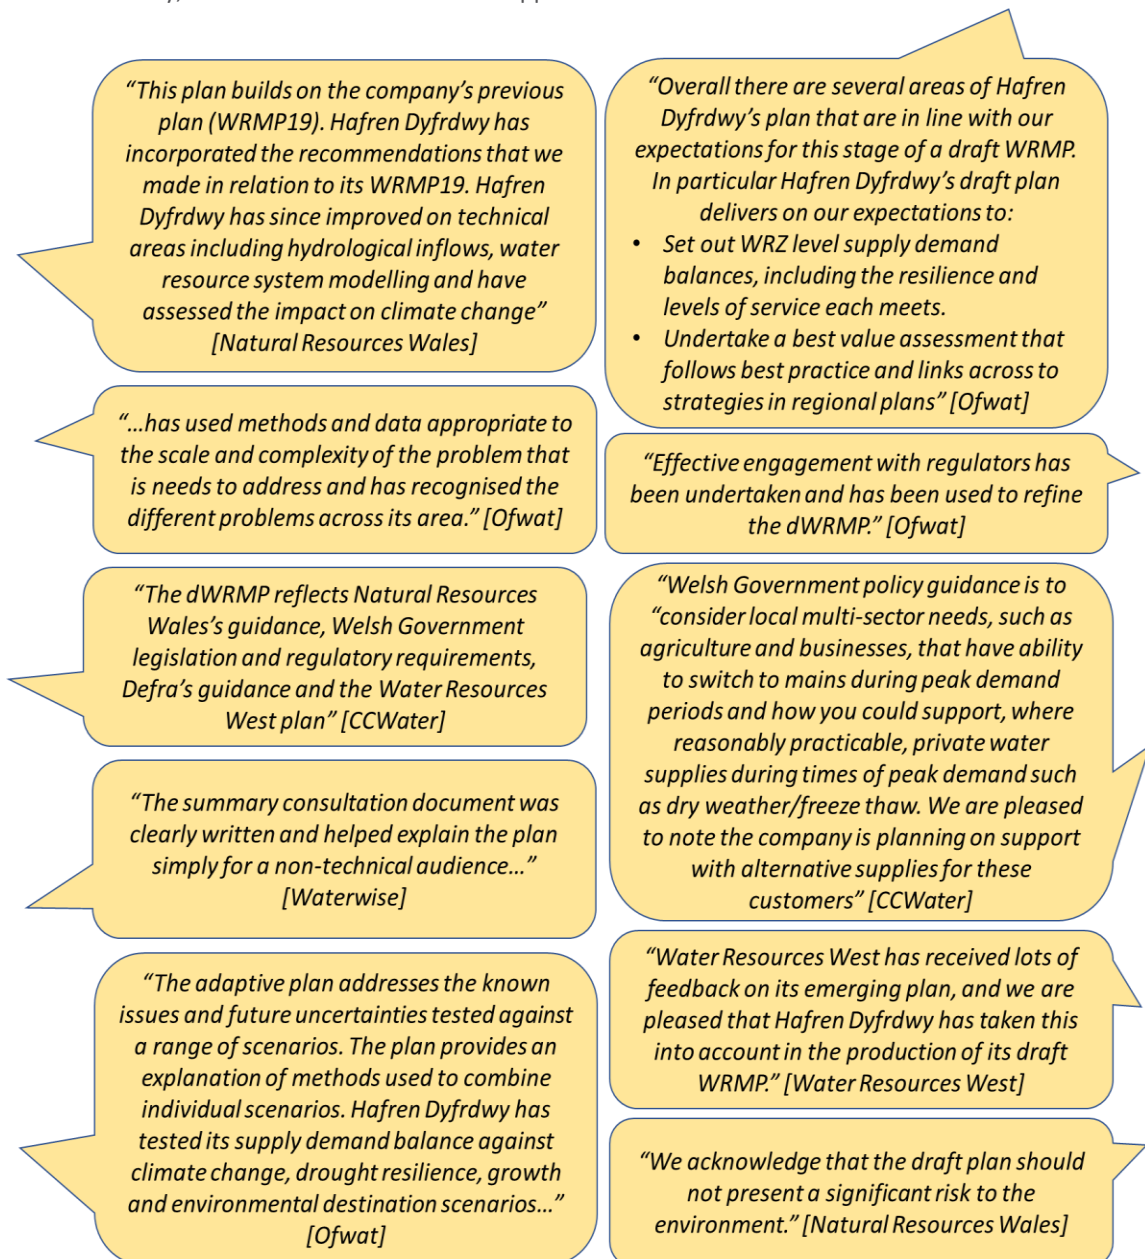 “This plan builds on the company’s previous
plan (WRMP19). Hafren Dyfrdwy has
incorporated the recommendations that we
made in relation to its WRMP19. Hafren
Dyfrdwy has since improved on technical
areas including hydrological inflows, water
resource system modelling and have
assessed the impact on climate change”
[Natural Resources Wales]
“Overall there are several areas of Hafren
Dyfrdwy’s plan that are in line with our
expectations for this stage of a draft WRMP.
In particular Hafren Dyfrdwy’s draft plan
delivers on our expectations to:
• Set out WRZ level supply demand
balances, including the resilience and
levels of service each meets.
• Undertake a best value assessment that
follows best practice and links across to
strategies in regional plans” [Ofwat]
“…has used methods and data appropriate to
the scale and complexity of the problem that
is needs to address and has recognised the
different problems across its area.” [Ofwat]
“Effective engagement with regulators has
been undertaken and has been used to refine
the dWRMP.” [Ofwat]
“The dWRMP reflects Natural Resources
Wales’s guidance, Welsh Government
legislation and regulatory requirements,
Defra’s guidance and the Water Resources
West plan” [CCWater]
“Welsh Government policy guidance is to
“consider local multi-sector needs, such as
agriculture and businesses, that have ability
to switch to mains during peak demand
periods and how you could support, where
reasonably practicable, private water
supplies during times of peak demand such
as dry weather/freeze thaw. We are pleased
to note the company is planning on support
with alternative supplies for these
customers” [CCWater]
“The summary consultation document was
clearly written and helped explain the plan
simply for a non-technical audience…”
[Waterwise]
“Water Resources West has received lots of
feedback on its emerging plan, and we are
pleased that Hafren Dyfrdwy has taken this
into account in the production of its draft
WRMP.” [Water Resources West]
“The adaptive plan addresses the known
issues and future uncertainties tested against
a range of scenarios. The plan provides an
explanation of methods used to combine
individual scenarios. Hafren Dyfrdwy has
tested its supply demand balance against
climate change, drought resilience, growth
and environmental destination scenarios…”
[Ofwat]
“We acknowledge that the draft plan should
not present a significant risk to the
environment.” [Natural Resources Wales]